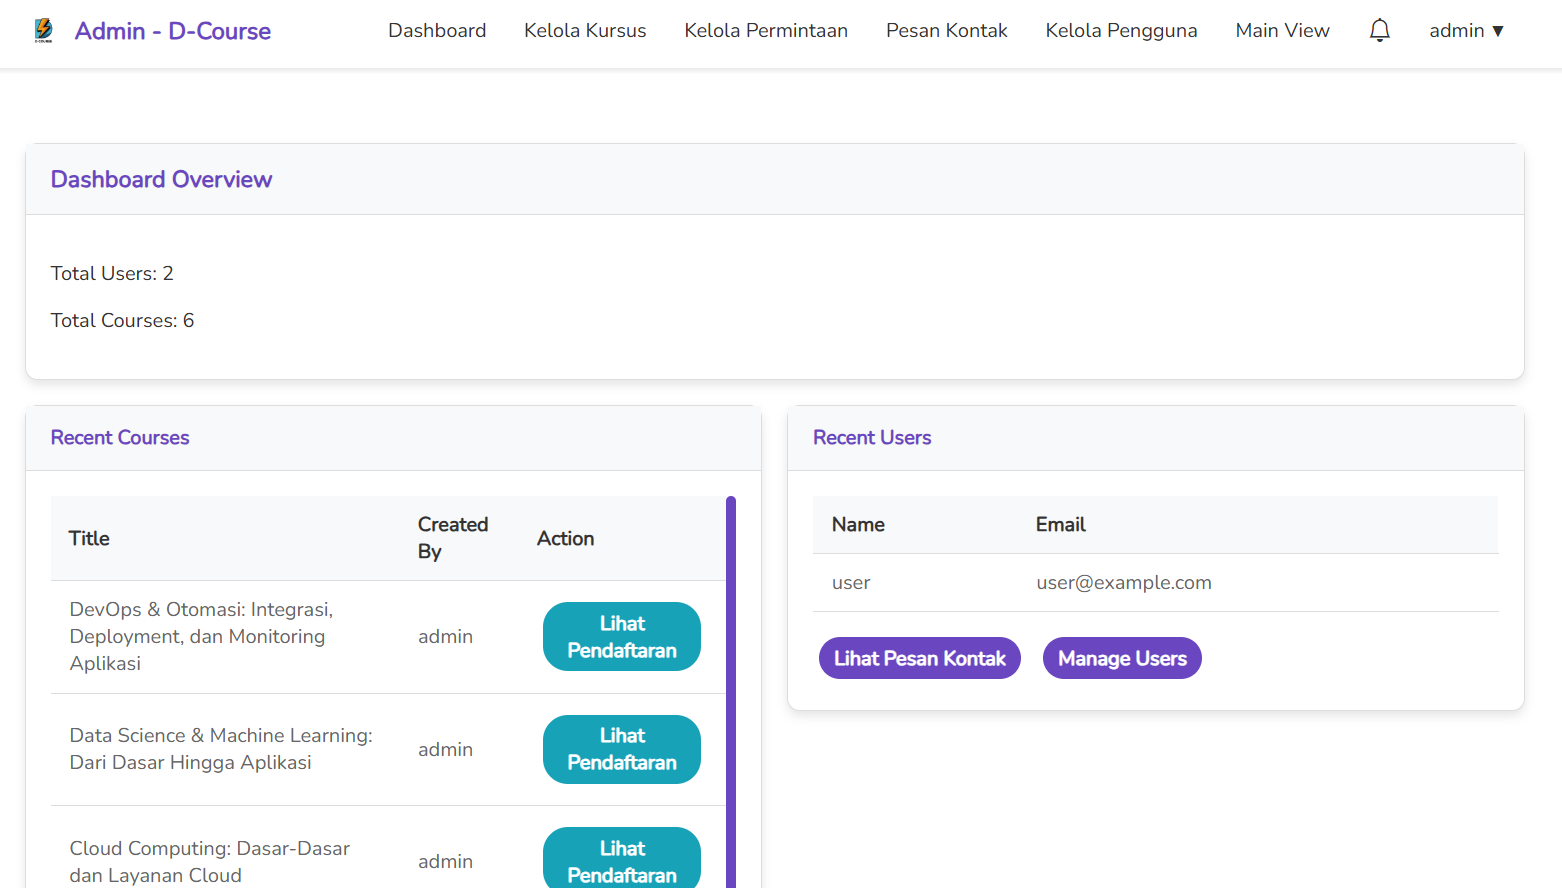 Admin - D-Course
Dashboard
Kelola Kursus
Kelola Permintaan
Pesan Kontak
Kelola Pengguna
Main View
admin ▼
D-COURSE
Dashboard Overview
Total Users: 2
Total Courses: 6
Recent Courses
Title
Created
By
Action
DevOps & Otomasi: Integrasi,
Deployment, dan Monitoring
Aplikasi
admin
Lihat
Pendaftaran
Data Science & Machine Learning:
Dari Dasar Hingga Aplikasi
admin
Lihat
Pendaftaran
Cloud Computing: Dasar-Dasar
dan Layanan Cloud
admin
Lihat
Pendaftaran
Recent Users
Name
Email
user
user@example.com
Lihat Pesan Kontak
Manage Users